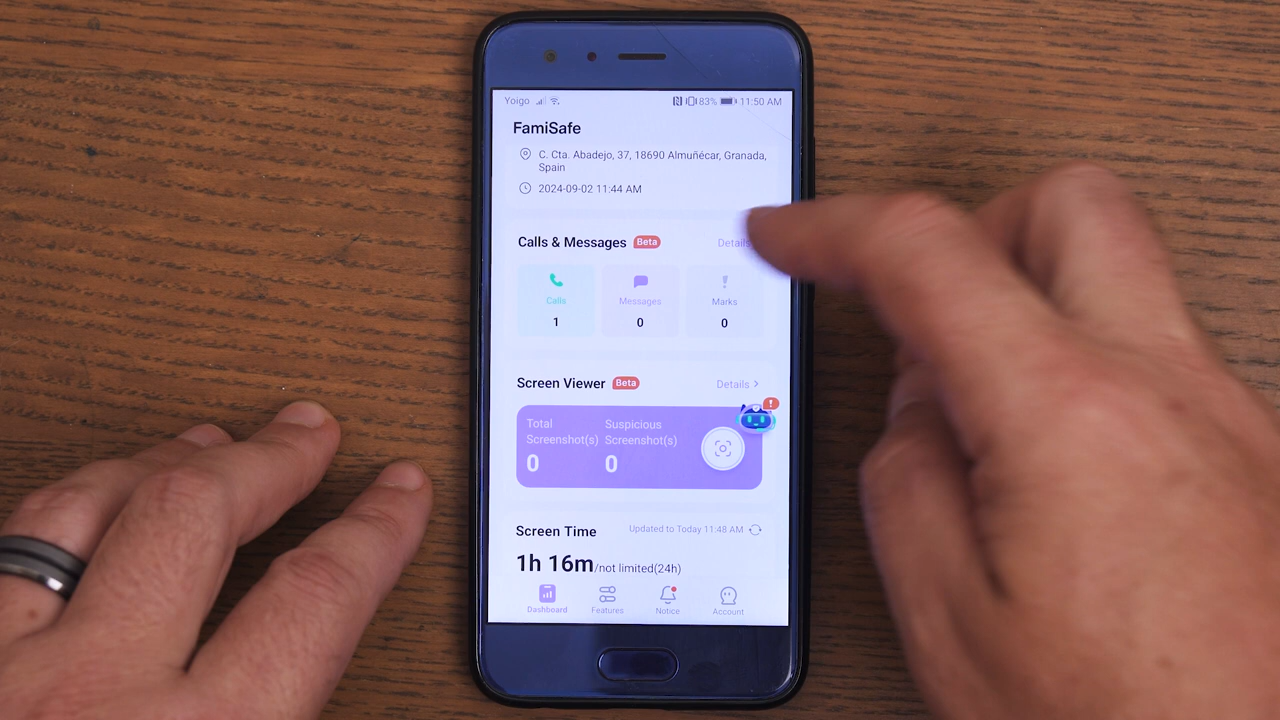 Yoigo 83% 11:50 AM
FamiSafe
C. Cta. Abadejo, 37, 18690 Almuñécar, Granada,
Spain
2024-09-02 11:44 AM
Calls & Messages Beta Details
Calls Messages Marks
1 0 0
Screen Viewer Beta Details >
Total Suspicious
Screenshot(s) Screenshot(s)
0 0
Screen Time Updated to Today 11:48 AM
1h 16m/not limited(24h)
Dashboard Features Notice Account